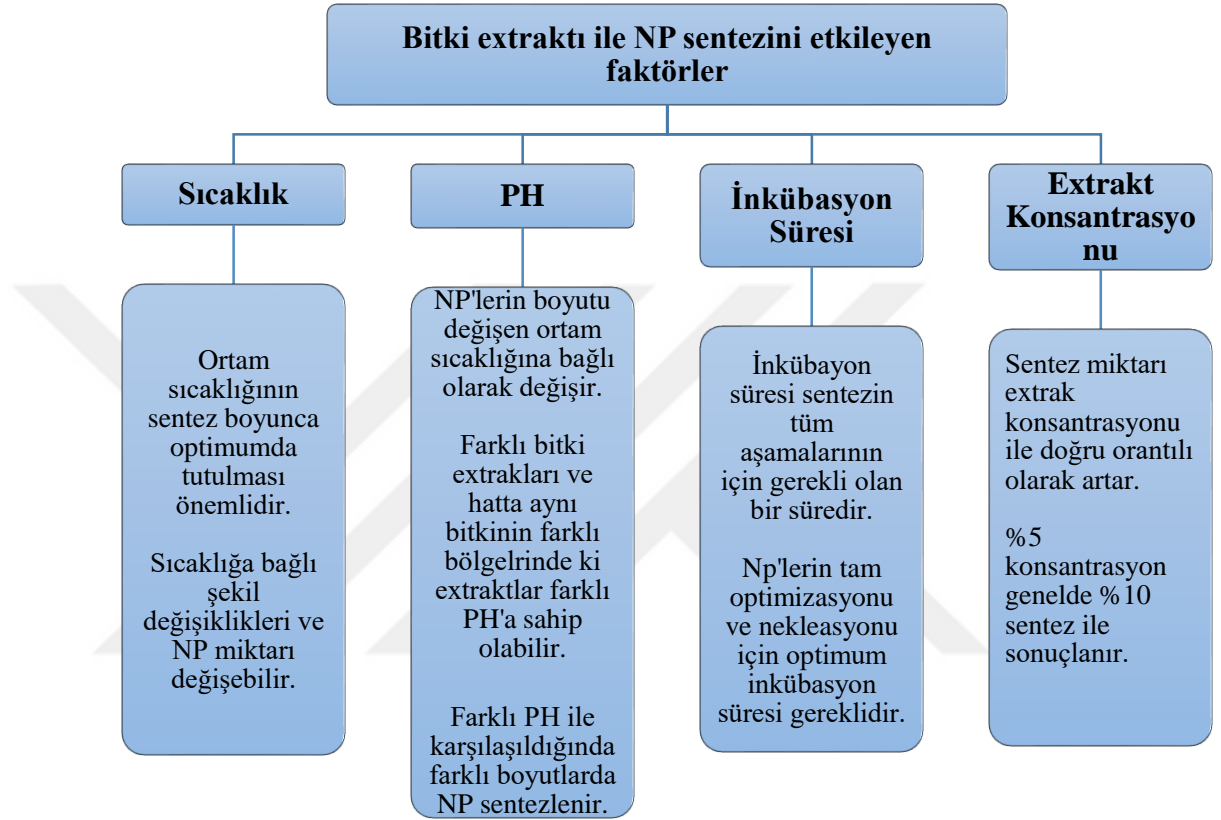 Bitki extraktı ile NP sentezini etkileyen
faktörler
Sıcaklık
Ortam
sıcaklığının
sentez boyunca
optimumda
tutulması
önemlidir.
Sıcaklığa bağlı
şekil
değişiklikleri ve
NP miktarı
değişebilir.
PH
NP'lerin boyutu
değişen ortam
sıcaklığına bağlı
olarak değişir.
Farklı bitki
extrakları ve
hatta aynı
bitkinin farklı
bölgelrinde ki
extraktlar farklı
PH'a sahip
olabilir.
Farklı PH ile
karşılaşıldığında
farklı boyutlarda
NP sentezlenir.
İnkübasyon
Süresi
İnkübayon
süresi sentezin
tüm
aşamalarının
için gerekli olan
bir süredir.
Np'lerin tam
optimizasyonu
ve nekleasyonu
için optimum
inkübasyon
süresi gereklidir.
Extrakt
Konsantrasyo
nu
Sentez miktarı
extrak
konsantrasyonu
ile doğru orantılı
olarak artar.
%5
konsantrasyon
genelde %10
sentez ile
sonuçlanır.